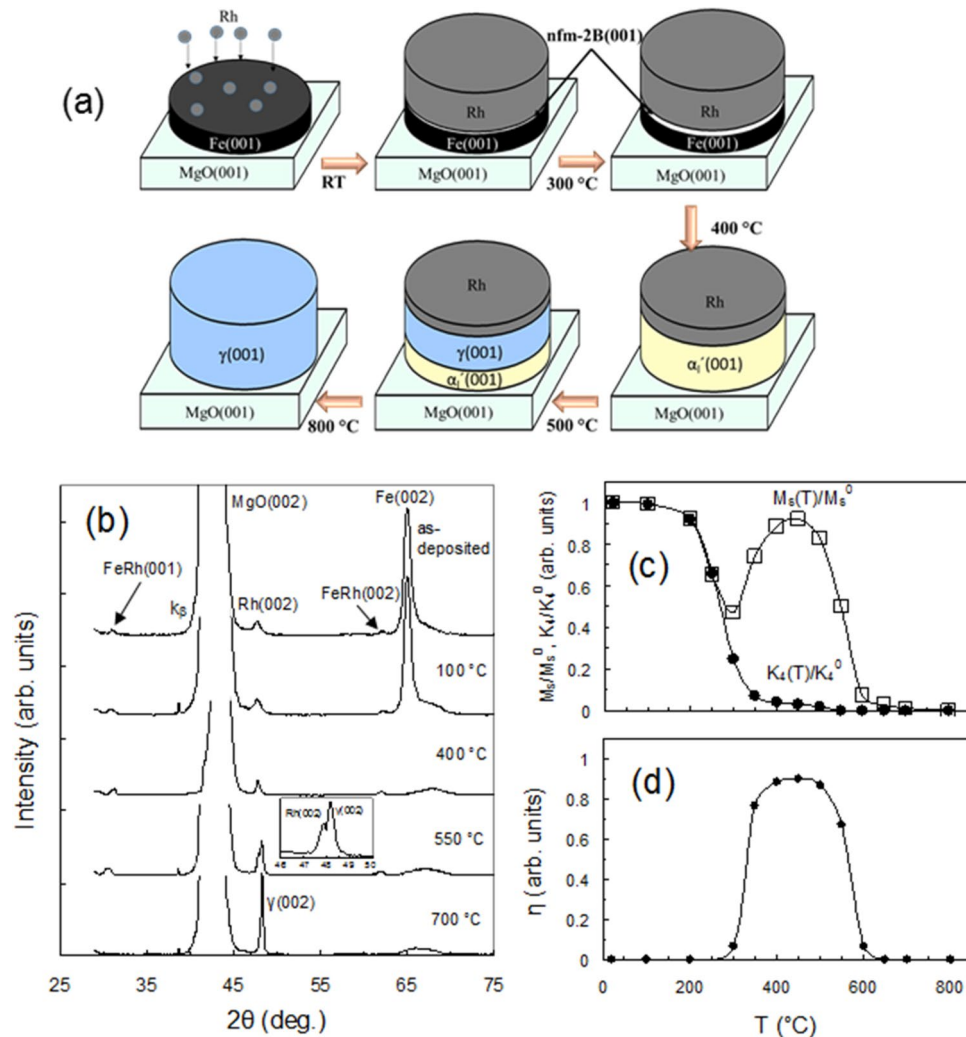 (a)
Rh
Fe(001)
MgO(001)
RT
nfm-2B(001)
Rh
Fe(001)
MgO(001)
300 °C
Rh
Fe(001)
MgO(001)
400 °C
γ(001)
MgO(001)
800 °C
Rh
γ(001)
α₁´(001)
MgO(001)
500 °C
Rh
α₁´(001)
MgO(001)
(b)
Intensity (arb. units)
MgO(002)
Fe(002)
as-
deposited
FeRh(001)
kβ
Rh(002)
FeRh(002)
100 °C
400 °C
Rh(002)
γ(002)
46 47 48 49 50
550 °C
γ(002)
700 °C
25 35 45 55 65 75
2θ (deg.)
(c)
Mₛ/Mₛ⁰, K₄/K₄⁰ (arb. units)
1
0.8
0.6
0.4
0.2
0
Mₛ(T)/Mₛ⁰
K₄(T)/K₄⁰
(d)
η (arb. units)
1
0.8
0.6
0.4
0.2
0
0 200 400 600 800
T (°C)